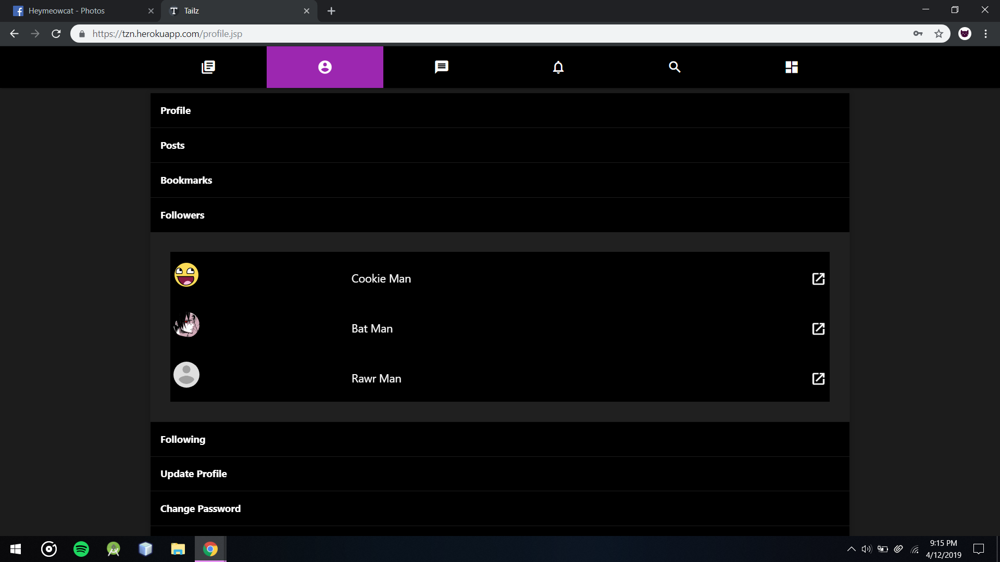 Heymeowcat - Photos
Tailz
https://tzn.herokuapp.com/profile.jsp
Profile
Posts
Bookmarks
Followers
Cookie Man
Bat Man
Rawr Man
Following
Update Profile
Change Password
9:15 PM
4/12/2019